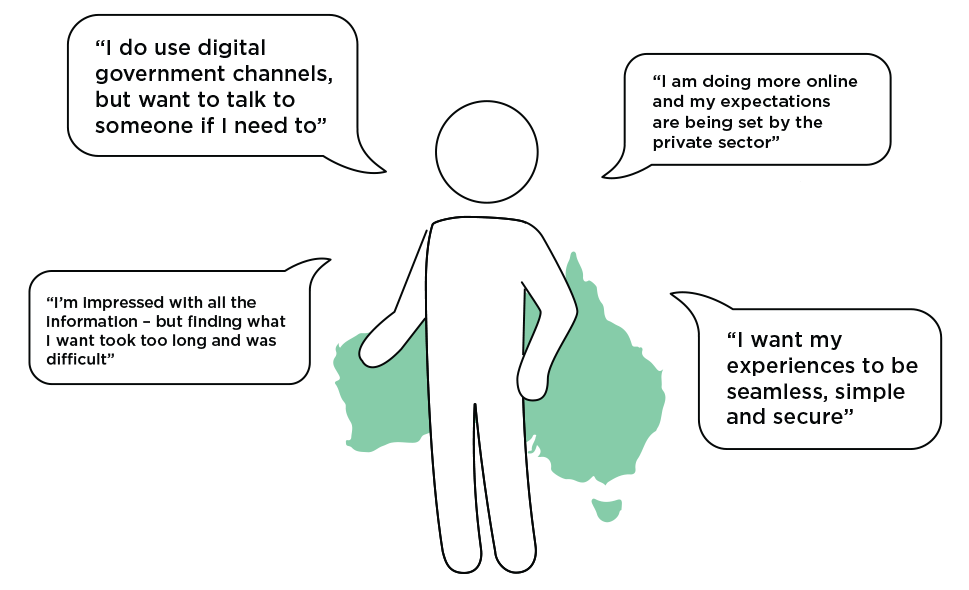 “I do use digital
government channels,
but want to talk to
someone if I need to”
“I am doing more online
and my expectations
are being set by the
private sector”
“I’m impressed with all the
information – but finding what
I want took too long and was
difficult”
“I want my
experiences to be
seamless, simple
and secure”